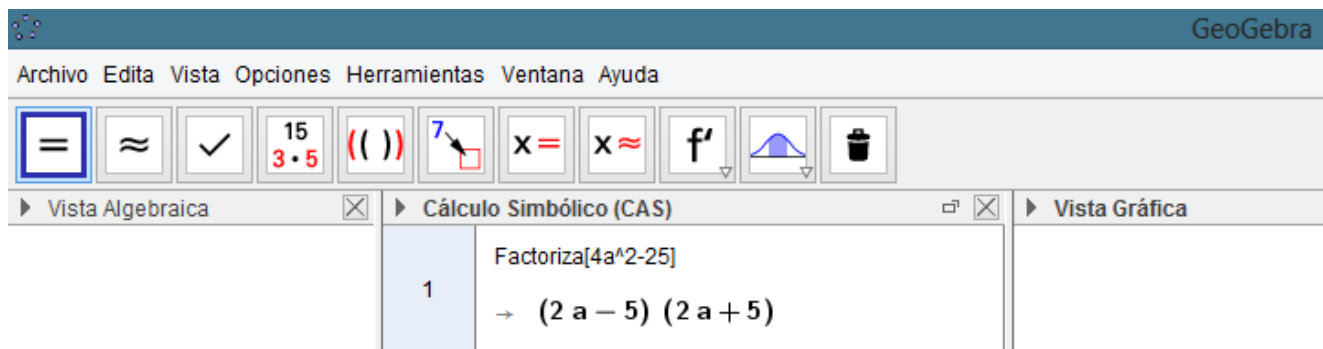 GeoGebra
Archivo Edita Vista Opciones Herramientas Ventana Ayuda
= ≈ ✓ 15 (( )) 7 x = x ≈ f′
3 • 5
Vista Algebraica
Cálculo Simbólico (CAS)
Vista Gráfica
1
Factoriza[4a^2-25]
→ (2 a − 5) (2 a + 5)